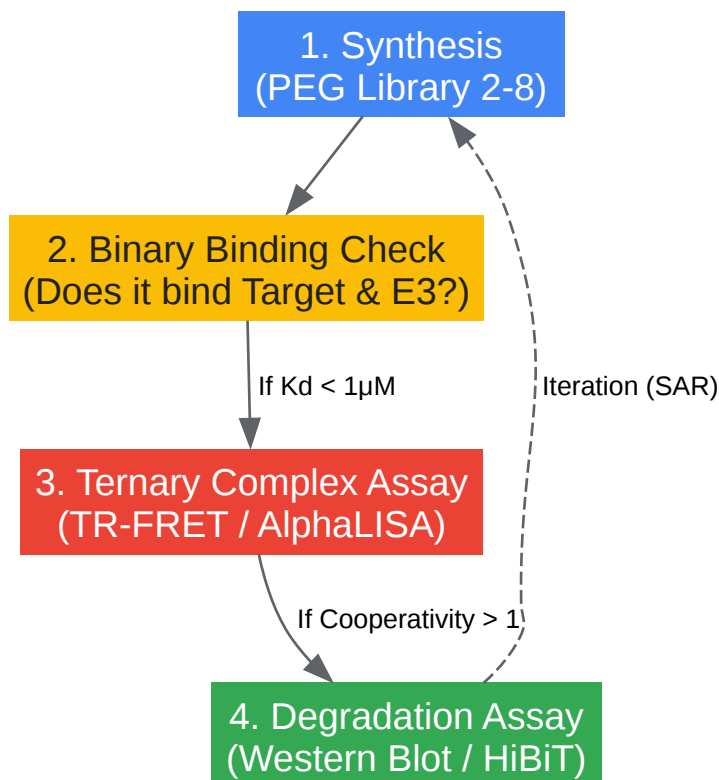 1. Synthesis
(PEG Library 2-8)
2. Binary Binding Check
(Does it bind Target & E3?)
If Kd < 1μM
Iteration (SAR)
3. Ternary Complex Assay
(TR-FRET / AlphaLISA)
If Cooperativity > 1
4. Degradation Assay
(Western Blot / HiBiT)